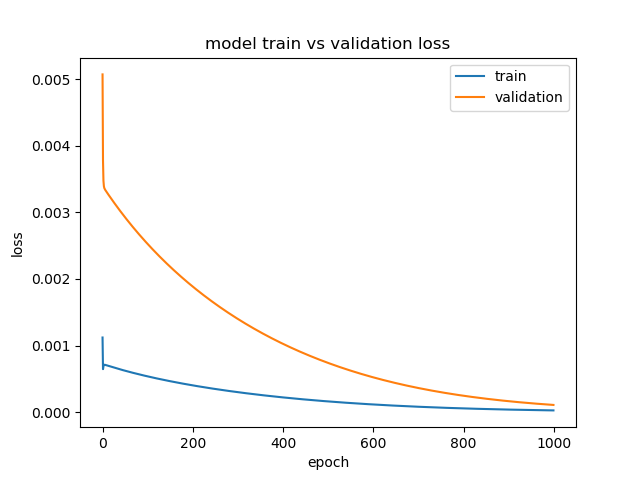 model train vs validation loss
train
validation
0.005
0.004
0.003
0.002
0.001
0.000
loss
0 200 400 600 800 1000
epoch